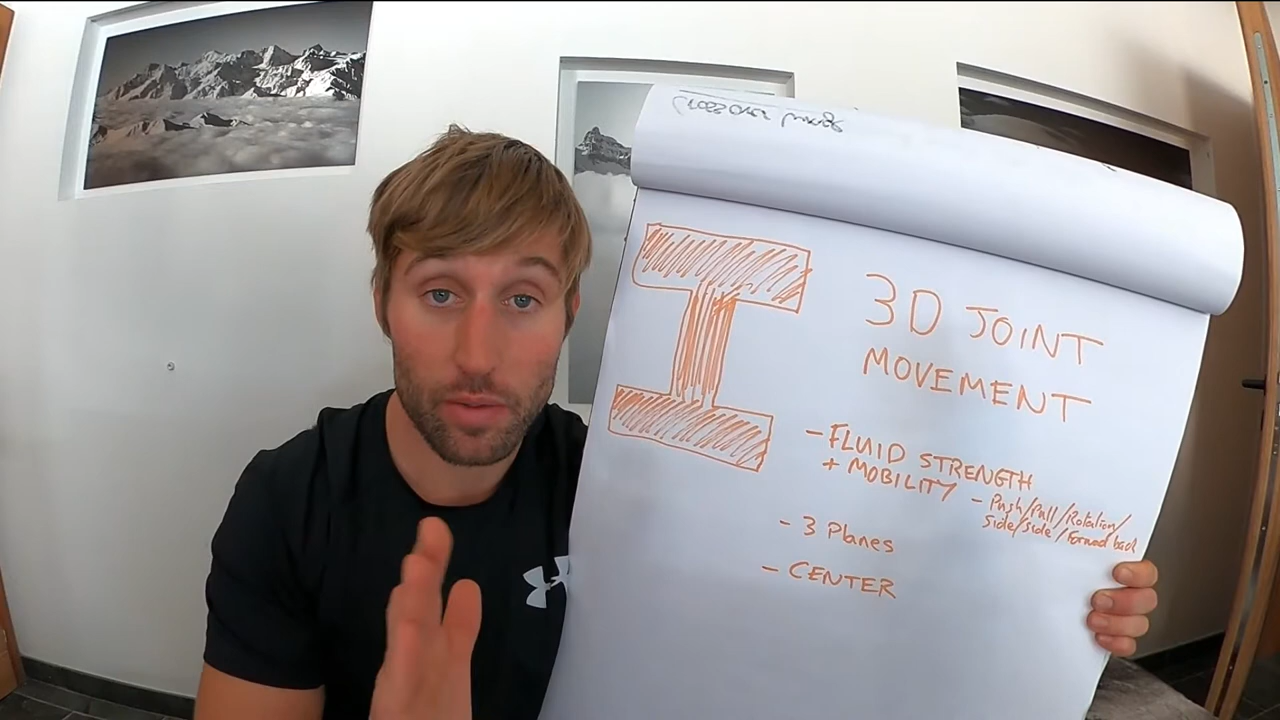 3D JOINT
MOVEMENT
- FLUID STRENGTH
+ MOBILITY - Push/Pull/Rotation/
Side/side/Forward back
- 3 Planes
- CENTER